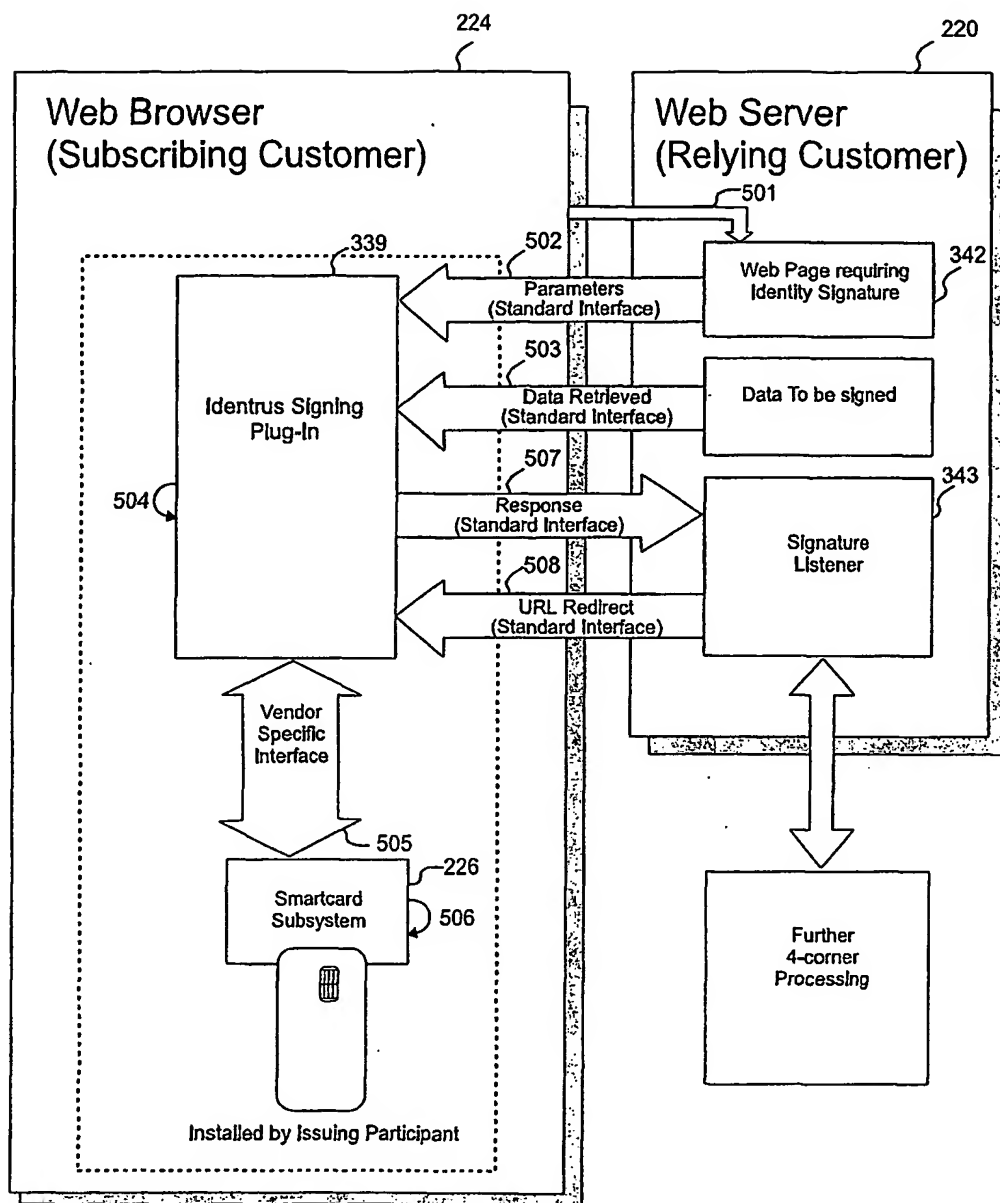 224
220
Web Browser
(Subscribing Customer)
Web Server
(Relying Customer)
501
339
502
Parameters
(Standard Interface)
Web Page requiring
Identity Signature
342
503
Identrus Signing
Plug-In
Data Retrieved
(Standard Interface)
Data To be signed
507
343
504
Response
(Standard Interface)
Signature
Listener
508
URL Redirect
(Standard Interface)
Vendor
Specific
Interface
505
226
Smartcard
Subsystem
506
Further
4-corner
Processing
Installed by Issuing Participant